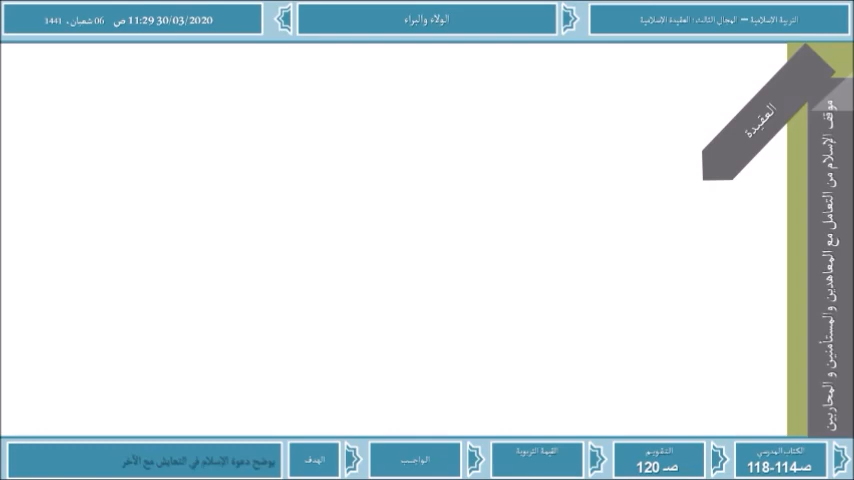 التربية الإسلامية – المجال الثالث : العقيدة الإسلامية
الولاء والبراء
30/03/2020 11:29 ص 06 شعبان، 1441
العقيدة
موقف الإسلام من التعامل مع المعاهدين والمستأمنين و المحاربين
الكتاب المدرسي
صـ114-118
التقويم
صـ 120
القيمة التربوية
الواجب
الهدف
يوضح دعوة الإسلام في التعايش مع الآخر